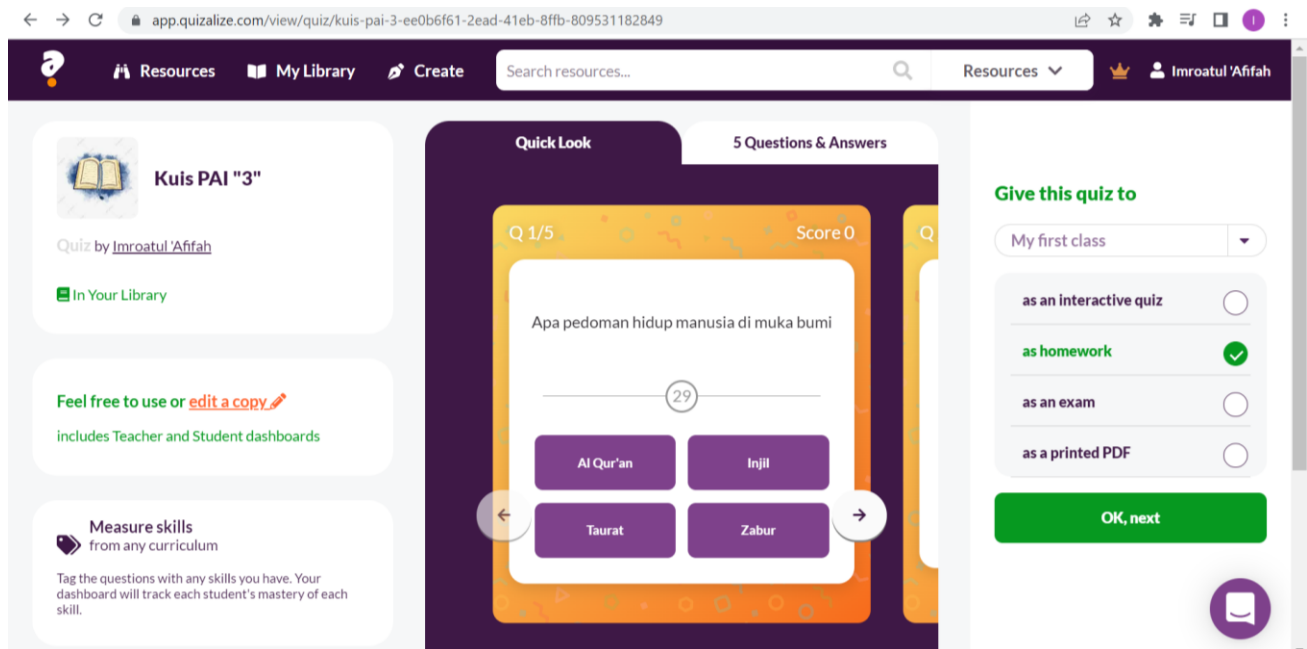 app.quizalize.com/view/quiz/kuis-pai-3-ee0b6f61-2ead-41eb-8ffb-809531182849
I
Resources
My Library
Create
Search resources...
Resources
Imroatul 'Afifah
Kuis PAI "3"
Quiz by Imroatul 'Afifah
In Your Library
Feel free to use or edit a copy
includes Teacher and Student dashboards
Measure skills
from any curriculum
Tag the questions with any skills you have. Your
dashboard will track each student's mastery of each
skill.
Quick Look
5 Questions & Answers
Q 1/5
Score 0
Q
Apa pedoman hidup manusia di muka bumi
29
Al Qur'an
Injil
Taurat
Zabur
Give this quiz to
My first class
as an interactive quiz
as homework
as an exam
as a printed PDF
OK, next